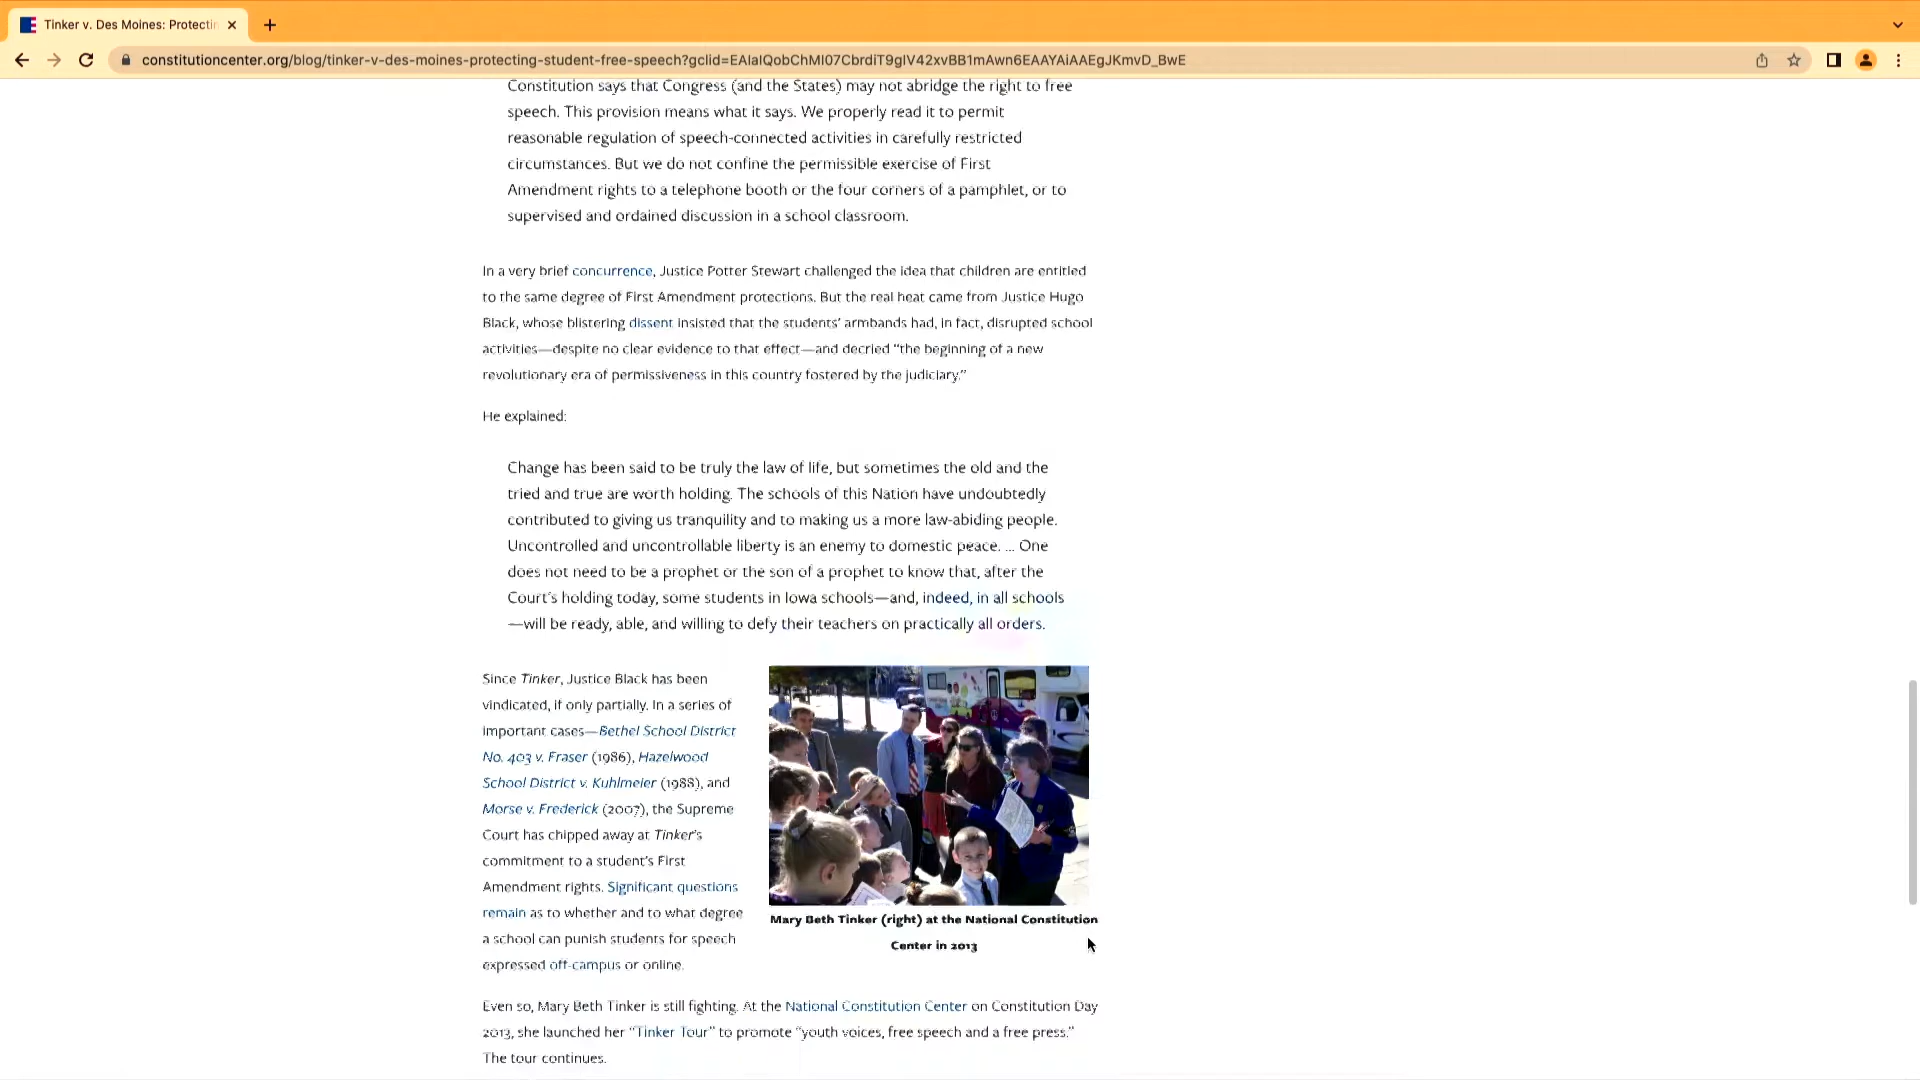 Tinker v. Des Moines: Protectin
constitutioncenter.org/blog/tinker-v-des-moines-protecting-student-free-speech?gclid=EAIaIQobChMI07CbrdiT9gIV42xvBB1mAwn6EAAYAiAAEgJKmvD_BwE
Constitution says that Congress (and the States) may not abridge the right to free
speech. This provision means what it says. We properly read it to permit
reasonable regulation of speech-connected activities in carefully restricted
circumstances. But we do not confine the permissible exercise of First
Amendment rights to a telephone booth or the four corners of a pamphlet, or to
supervised and ordained discussion in a school classroom.
In a very brief concurrence, Justice Potter Stewart challenged the idea that children are entitled
to the same degree of First Amendment protections. But the real heat came from Justice Hugo
Black, whose blistering dissent insisted that the students' armbands had, in fact, disrupted school
activities—despite no clear evidence to that effect—and decried “the beginning of a new
revolutionary era of permissiveness in this country fostered by the judiciary.”
He explained:
Change has been said to be truly the law of life, but sometimes the old and the
tried and true are worth holding. The schools of this Nation have undoubtedly
contributed to giving us tranquility and to making us a more law-abiding people.
Uncontrolled and uncontrollable liberty is an enemy to domestic peace. ... One
does not need to be a prophet or the son of a prophet to know that, after the
Court's holding today, some students in Iowa schools—and, indeed, in all schools
—will be ready, able, and willing to defy their teachers on practically all orders.
Since Tinker, Justice Black has been
vindicated, if only partially. In a series of
important cases—Bethel School District
No. 403 v. Fraser (1986), Hazelwood
School District v. Kuhlmeier (1988), and
Morse v. Frederick (2007), the Supreme
Court has chipped away at Tinker's
commitment to a student's First
Amendment rights. Significant questions
remain as to whether and to what degree
a school can punish students for speech
expressed off-campus or online.
Mary Beth Tinker (right) at the National Constitution
Center in 2013
Even so, Mary Beth Tinker is still fighting. At the National Constitution Center on Constitution Day
2013, she launched her “Tinker Tour” to promote “youth voices, free speech and a free press.”
The tour continues.